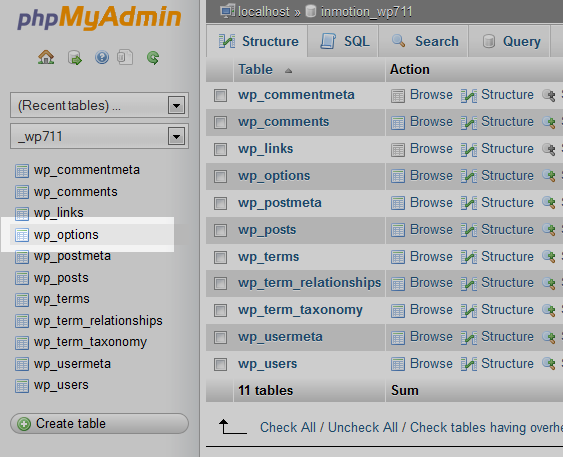 phpMyAdmin
(Recent tables) ...
_wp711
wp_commentmeta
wp_comments
wp_links
wp_options
wp_postmeta
wp_posts
wp_terms
wp_term_relationships
wp_term_taxonomy
wp_usermeta
wp_users
Create table
localhost » inmotion_wp711
Structure SQL Search Query
Table Action
wp_commentmeta Browse Structure
wp_comments Browse Structure
wp_links Browse Structure
wp_options Browse Structure
wp_postmeta Browse Structure
wp_posts Browse Structure
wp_terms Browse Structure
wp_term_relationships Browse Structure
wp_term_taxonomy Browse Structure
wp_usermeta Browse Structure
wp_users Browse Structure
11 tables Sum
Check All / Uncheck All / Check tables having overhe